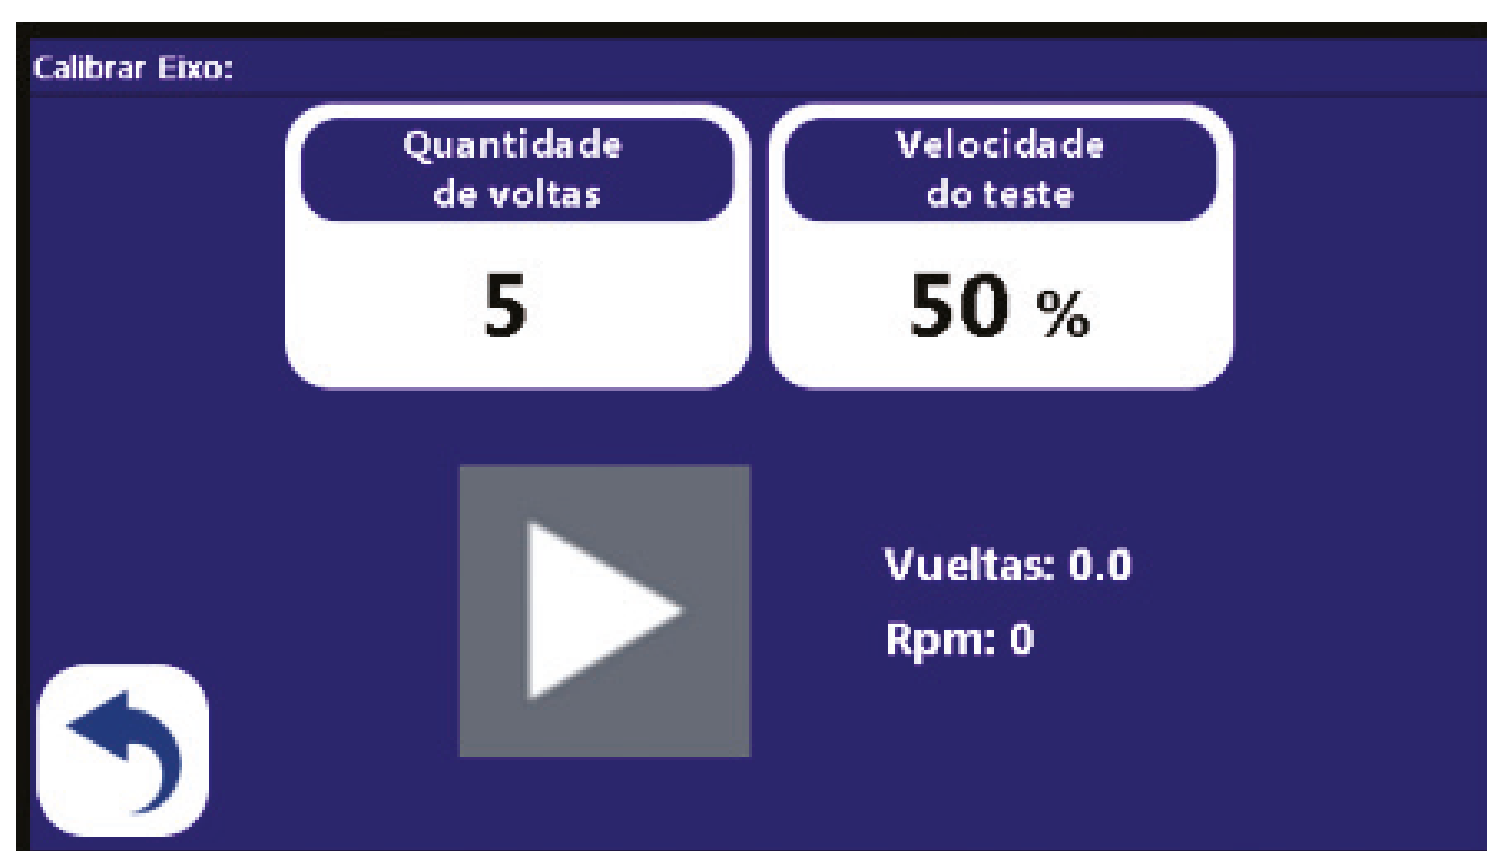 Calibrar Eixo:
Quantidade
de voltas
Velocidade
do teste
5
50 %
Vueltas: 0.0
Rpm: 0